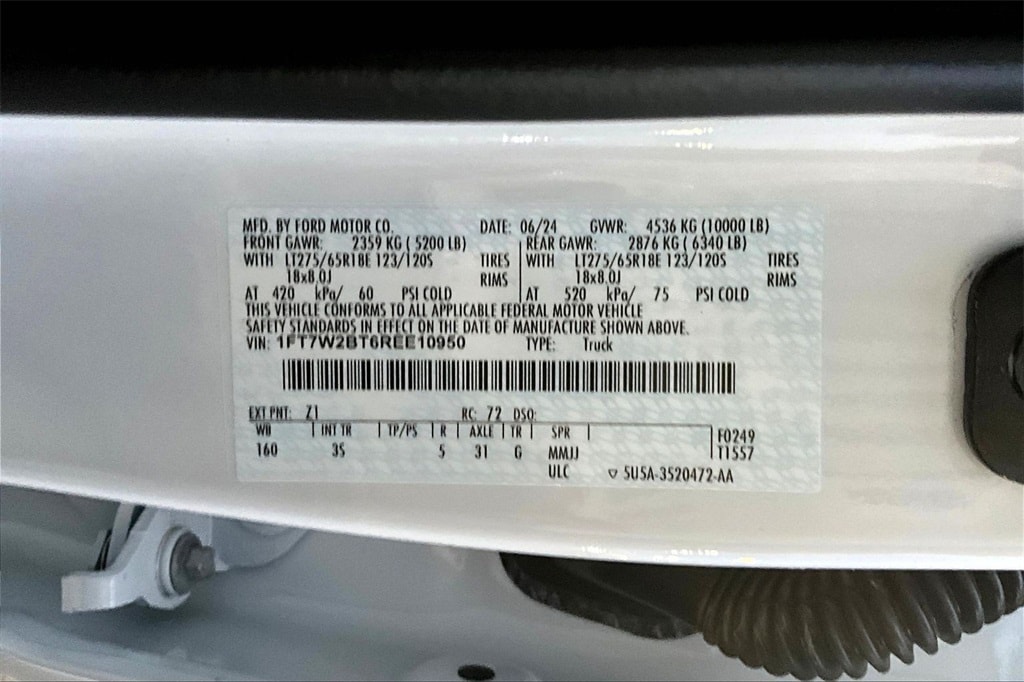 MFD. BY FORD MOTOR CO. DATE: 06/24 GVWR: 4536 KG (10000 LB)
FRONT GAWR: 2359 KG ( 5200 LB) REAR GAWR: 2876 KG ( 6340 LB)
WITH LT275/65R18E 123/120S TIRES WITH LT275/65R18E 123/120S TIRES
18x8.0J RIMS 18x8.0J RIMS
AT 420 kPa/ 60 PSI COLD AT 520 kPa/ 75 PSI COLD
THIS VEHICLE CONFORMS TO ALL APPLICABLE FEDERAL MOTOR VEHICLE
SAFETY STANDARDS IN EFFECT ON THE DATE OF MANUFACTURE SHOWN ABOVE.
VIN: 1FT7W2BT6REE10950 TYPE: Truck
EXT PNT: Z1 RC: 72 DSO:
WB INT TR TP/PS R AXLE TR SPR F0249
160 3S 5 31 G MMJJ T1557
ULC ▽ 5U5A-3520472-AA